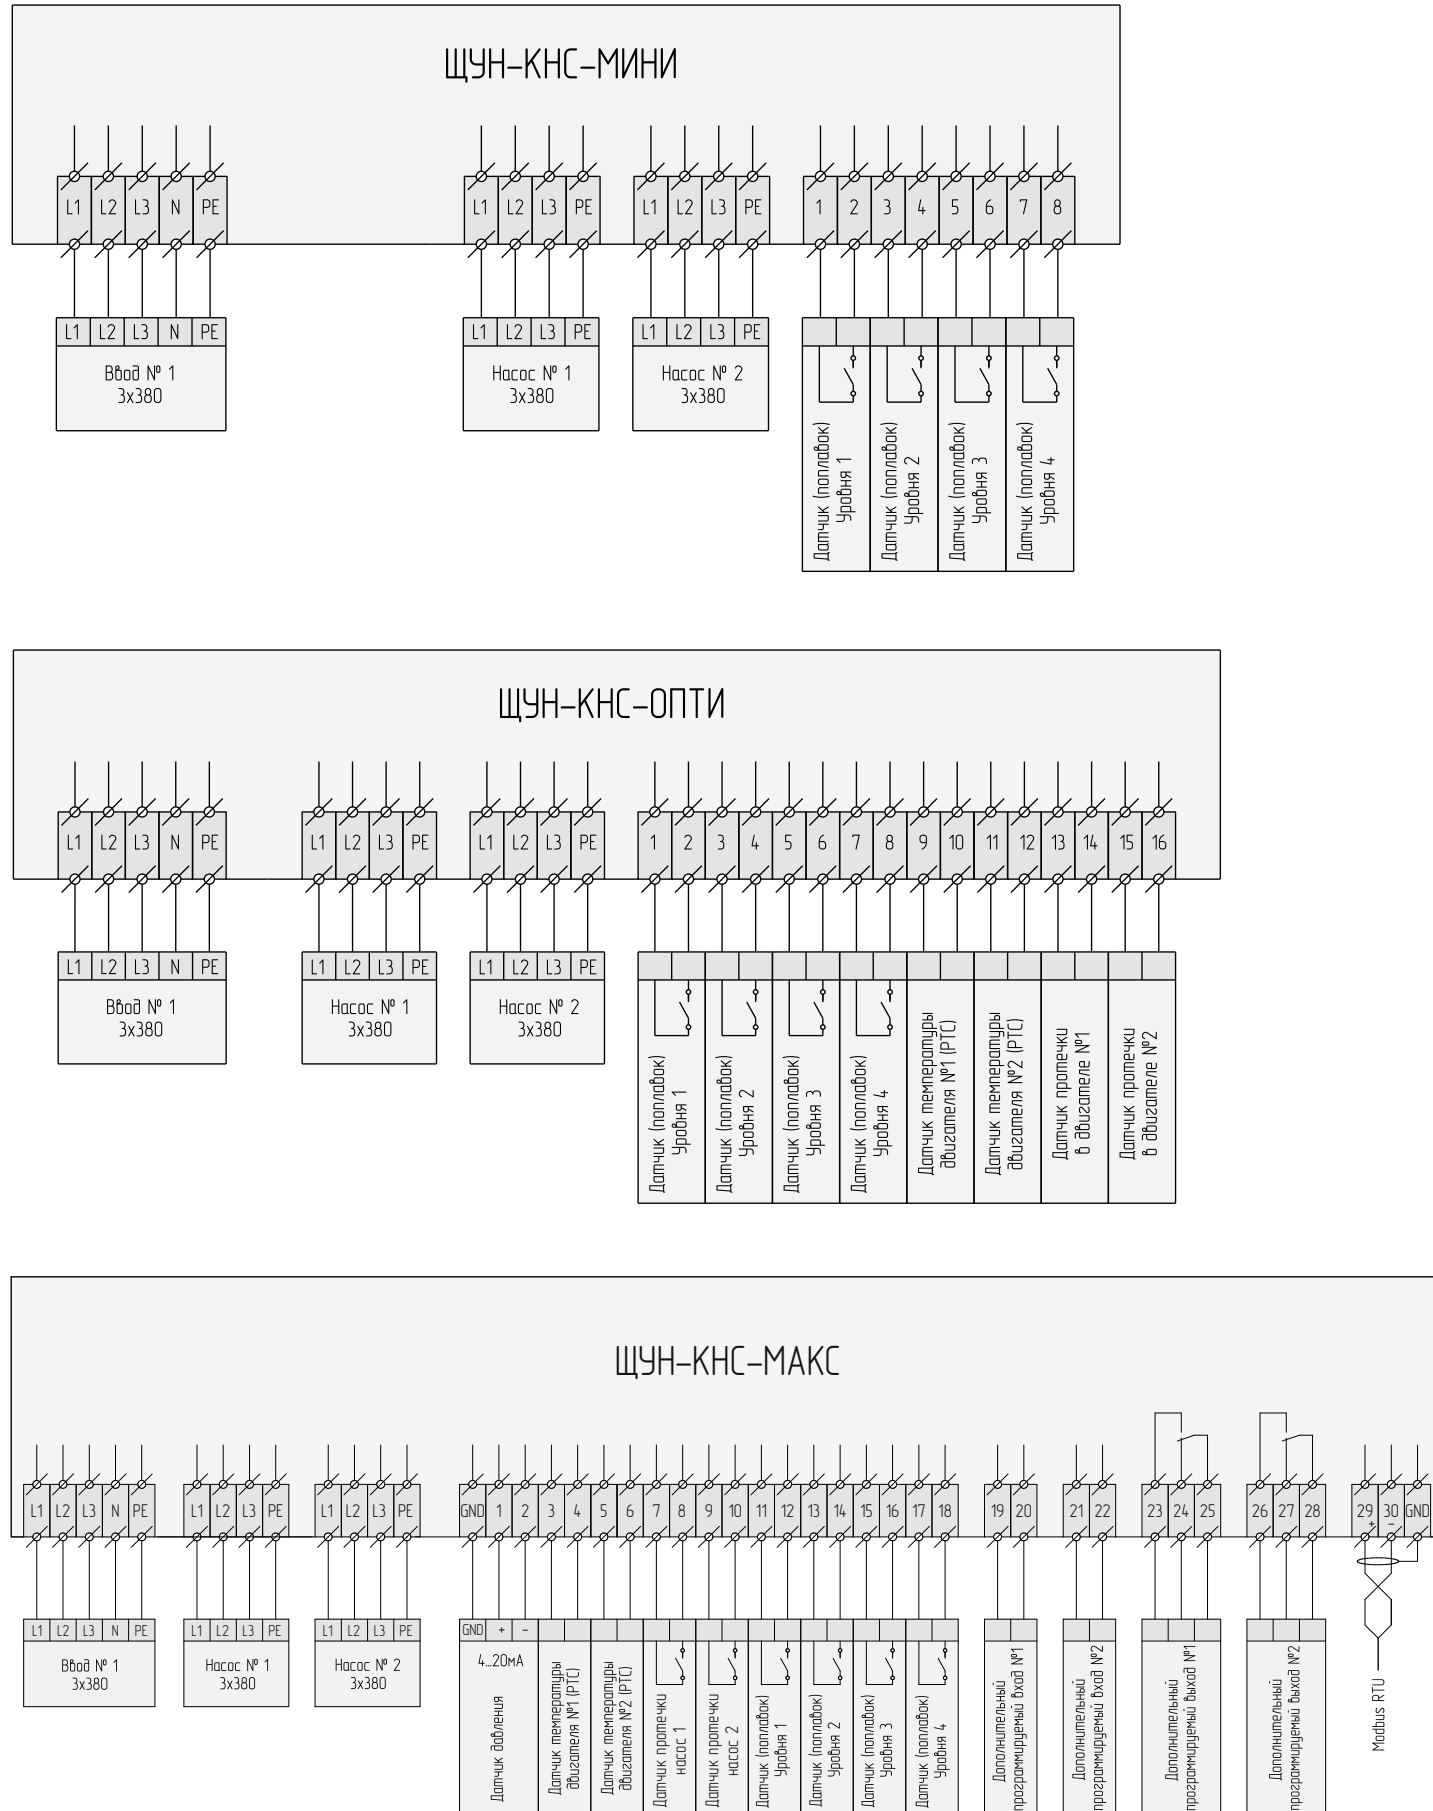 ЩУН-КНС-МИНИ
L1 L2 L3 N PE L1 L2 L3 PE L1 L2 L3 PE 1 2 3 4 5 6 7 8
L1 L2 L3 N PE L1 L2 L3 PE L1 L2 L3 PE
Ввод № 1
3х380
Насос № 1
3х380
Насос № 2
3х380
Датчик (поплавок)
Уровня 1
Датчик (поплавок)
Уровня 2
Датчик (поплавок)
Уровня 3
Датчик (поплавок)
Уровня 4
ЩУН-КНС-ОПТИ
L1 L2 L3 N PE L1 L2 L3 PE L1 L2 L3 PE 1 2 3 4 5 6 7 8 9 10 11 12 13 14 15 16
L1 L2 L3 N PE L1 L2 L3 PE L1 L2 L3 PE
Ввод № 1
3х380
Насос № 1
3х380
Насос № 2
3х380
Датчик (поплавок)
Уровня 1
Датчик (поплавок)
Уровня 2
Датчик (поплавок)
Уровня 3
Датчик (поплавок)
Уровня 4
Датчик температуры
двигателя №1 (РТС)
Датчик температуры
двигателя №2 (РТС)
Датчик протечки
в двигателе №1
Датчик протечки
в двигателе №2
ЩУН-КНС-МАКС
L1 L2 L3 N PE L1 L2 L3 PE L1 L2 L3 PE GND 1 2 3 4 5 6 7 8 9 10 11 12 13 14 15 16 17 18 19 20 21 22 23 24 25 26 27 28 29 30 GND
+ -
L1 L2 L3 N PE L1 L2 L3 PE L1 L2 L3 PE GND + -
Ввод № 1
3х380
Насос № 1
3х380
Насос № 2
3х380
4...20мА
Датчик давления
Датчик температуры
двигателя №1 (РТС)
Датчик температуры
двигателя №2 (РТС)
Датчик протечки
насос 1
Датчик протечки
насос 2
Датчик (поплавок)
Уровня 1
Датчик (поплавок)
Уровня 2
Датчик (поплавок)
Уровня 3
Датчик (поплавок)
Уровня 4
Дополнительный
программируемый вход №1
Дополнительный
программируемый вход №2
Дополнительный
программируемый выход №1
Дополнительный
программируемый выход №2
Modbus RTU